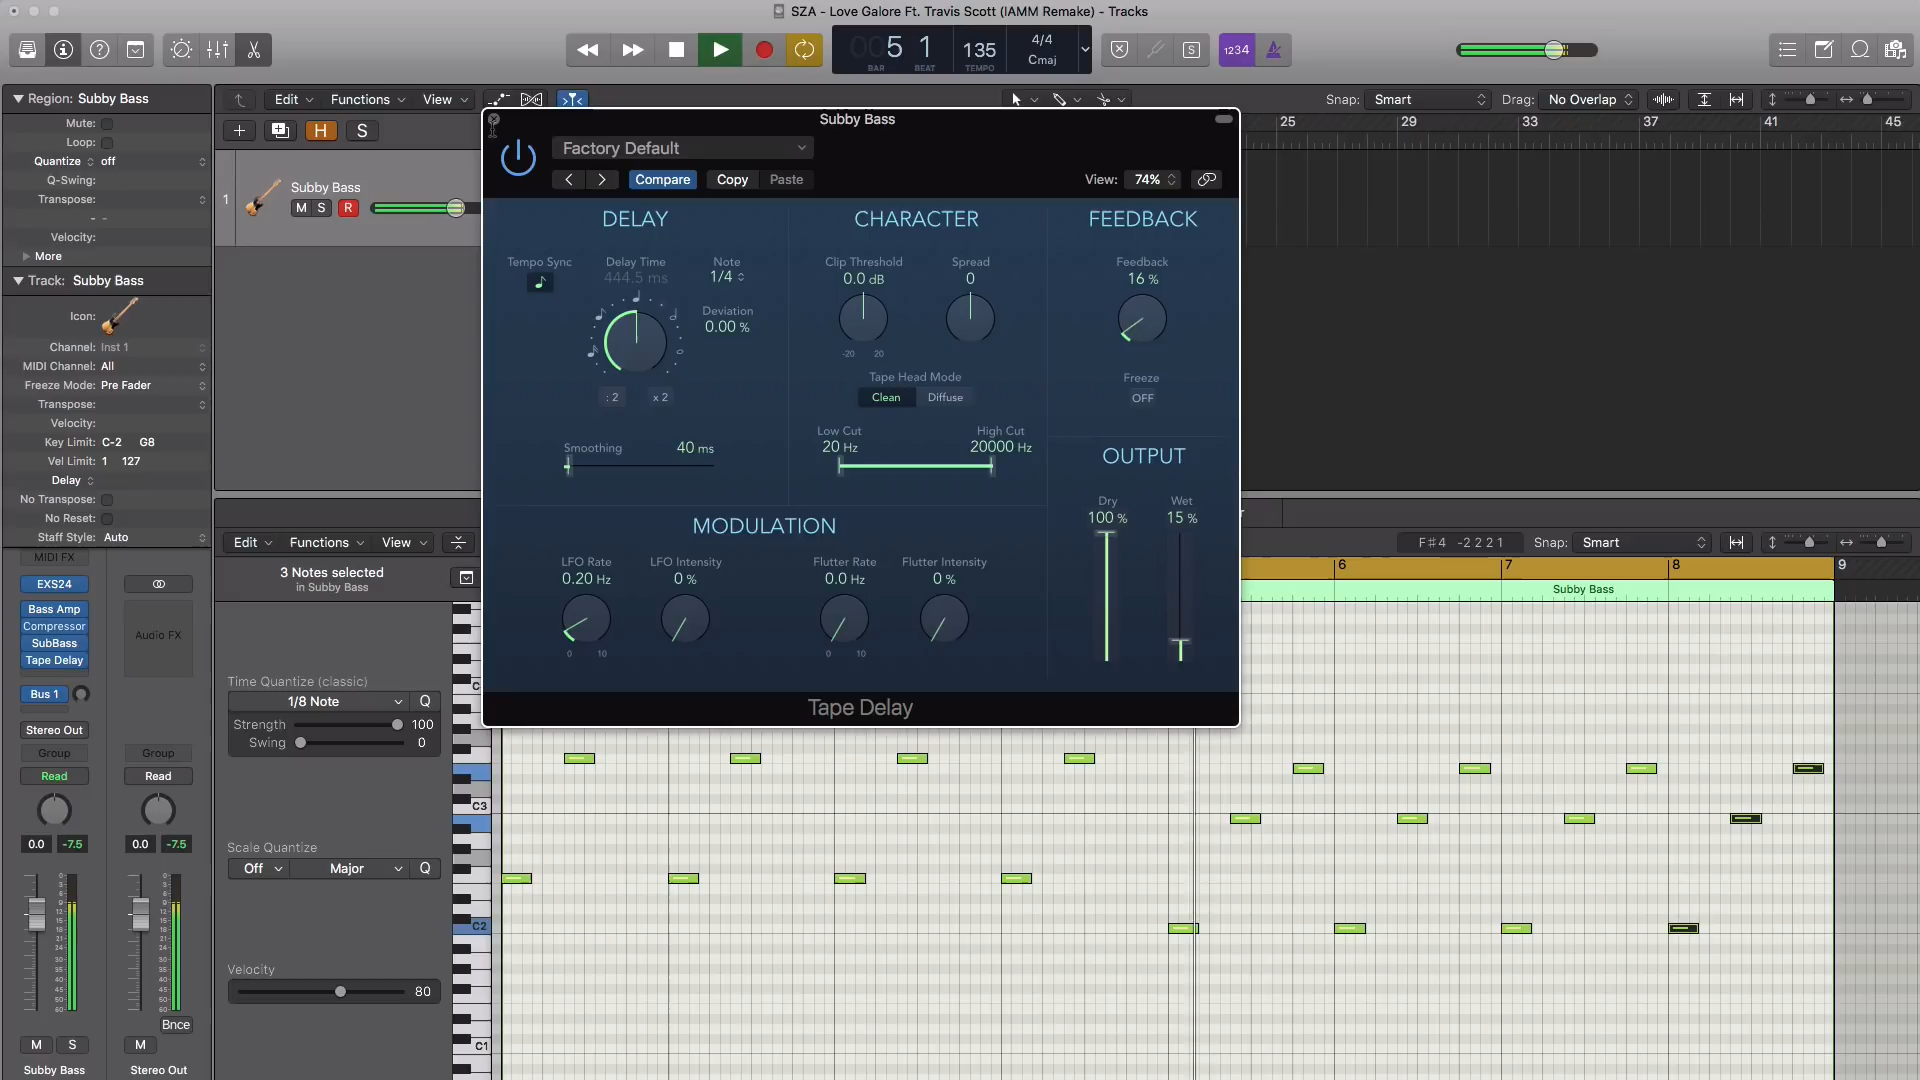 SZA - Love Galore Ft. Travis Scott (IAMM Remake) - Tracks
5 1
BAR BEAT
135
TEMPO
4/4
Cmaj
S
1234
Region: Subby Bass
Mute:
Loop:
Quantize off
Q-Swing:
Transpose:
Velocity:
More
Track: Subby Bass
Icon:
Channel: Inst 1
MIDI Channel: All
Freeze Mode: Pre Fader
Transpose:
Velocity:
Key Limit: C-2 G8
Vel Limit: 1 127
Delay
No Transpose:
No Reset:
Staff Style: Auto
MIDI FX
EXS24
Bass Amp
Compressor
SubBass
Tape Delay
Audio FX
Bus 1
Stereo Out
Group Group
Read Read
0.0 -7.5 0.0 -7.5
Bnce
M S M
Subby Bass Stereo Out
Edit Functions View
H S
Snap: Smart Drag: No Overlap
25 29 33 37 41 45
1 Subby Bass
M S R
Subby Bass
Factory Default
Compare Copy Paste
View: 74%
DELAY
Tempo Sync
Delay Time
444.5 ms
Note
1/4
Deviation
0.00 %
: 2 x 2
Smoothing 40 ms
CHARACTER
Clip Threshold
0.0 dB
-20 20
Spread
0
Tape Head Mode
Clean Diffuse
Low Cut
20 Hz
High Cut
20000 Hz
FEEDBACK
Feedback
16 %
Freeze
OFF
MODULATION
LFO Rate
0.20 Hz
0 10
LFO Intensity
0 %
Flutter Rate
0.0 Hz
0 10
Flutter Intensity
0 %
OUTPUT
Dry
100 %
Wet
15 %
Tape Delay
Edit Functions View
F#4 -2 2 2 1
Snap: Smart
3 Notes selected
in Subby Bass
6 7 8 9
Subby Bass
Time Quantize (classic)
1/8 Note Q
Strength 100
Swing 0
Scale Quantize
Off Major Q
Velocity
80
C3
C2
C1